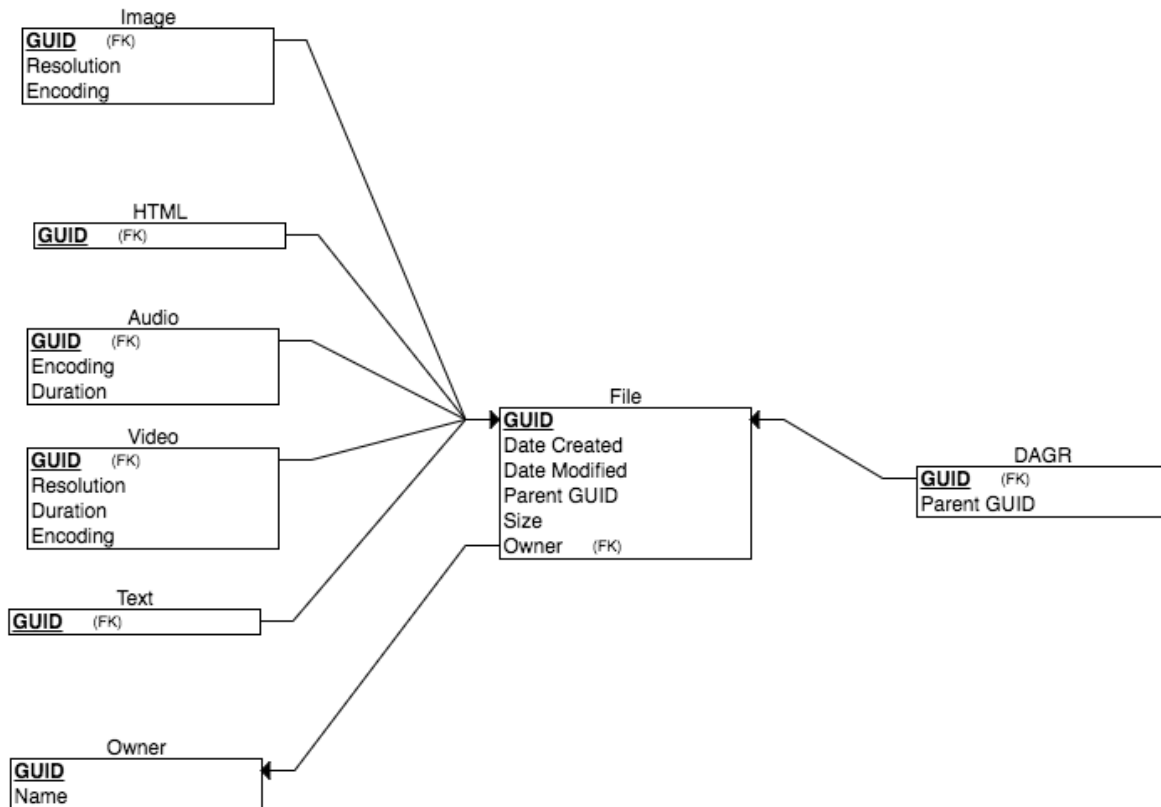 Image
GUID (FK)
Resolution
Encoding
HTML
GUID (FK)
Audio
GUID (FK)
Encoding
Duration
Video
GUID (FK)
Resolution
Duration
Encoding
Text
GUID (FK)
Owner
GUID
Name
File
GUID
Date Created
Date Modified
Parent GUID
Size
Owner (FK)
DAGR
GUID (FK)
Parent GUID